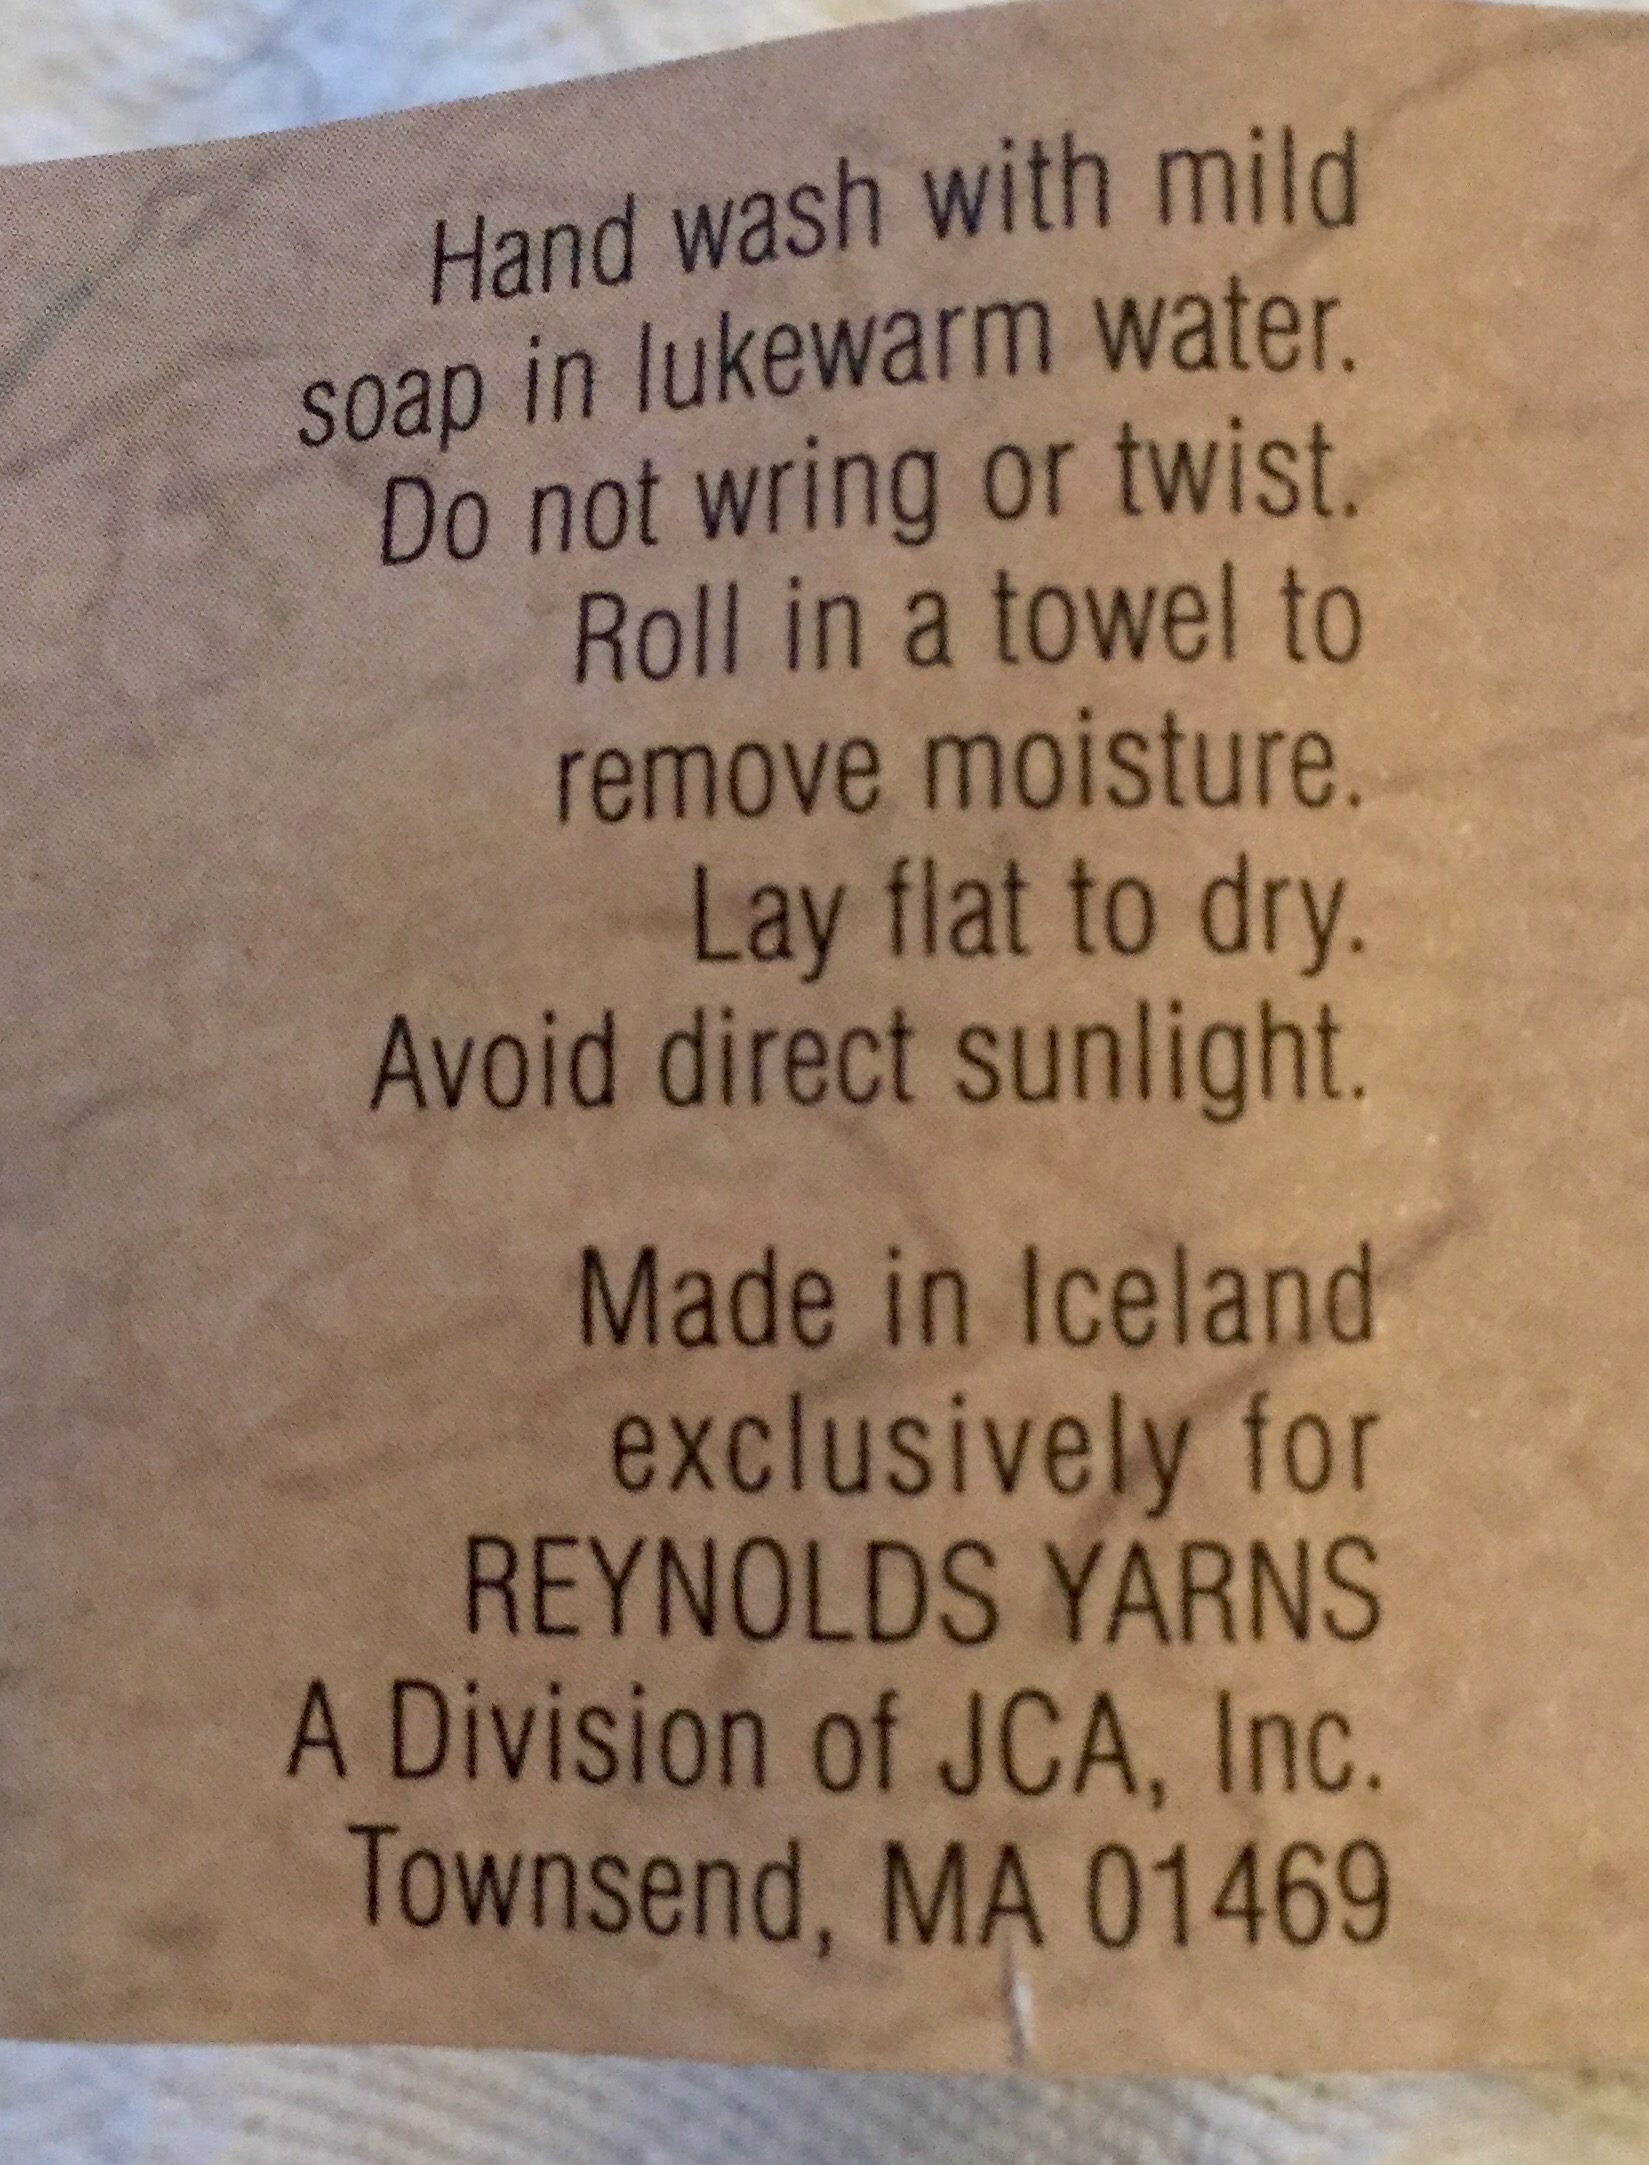 Hand wash with mild
soap in lukewarm water.
Do not wring or twist.
Roll in a towel to
remove moisture.
Lay flat to dry.
Avoid direct sunlight.
Made in Iceland
exclusively for
REYNOLDS YARNS
A Division of JCA, Inc.
Townsend, MA 01469